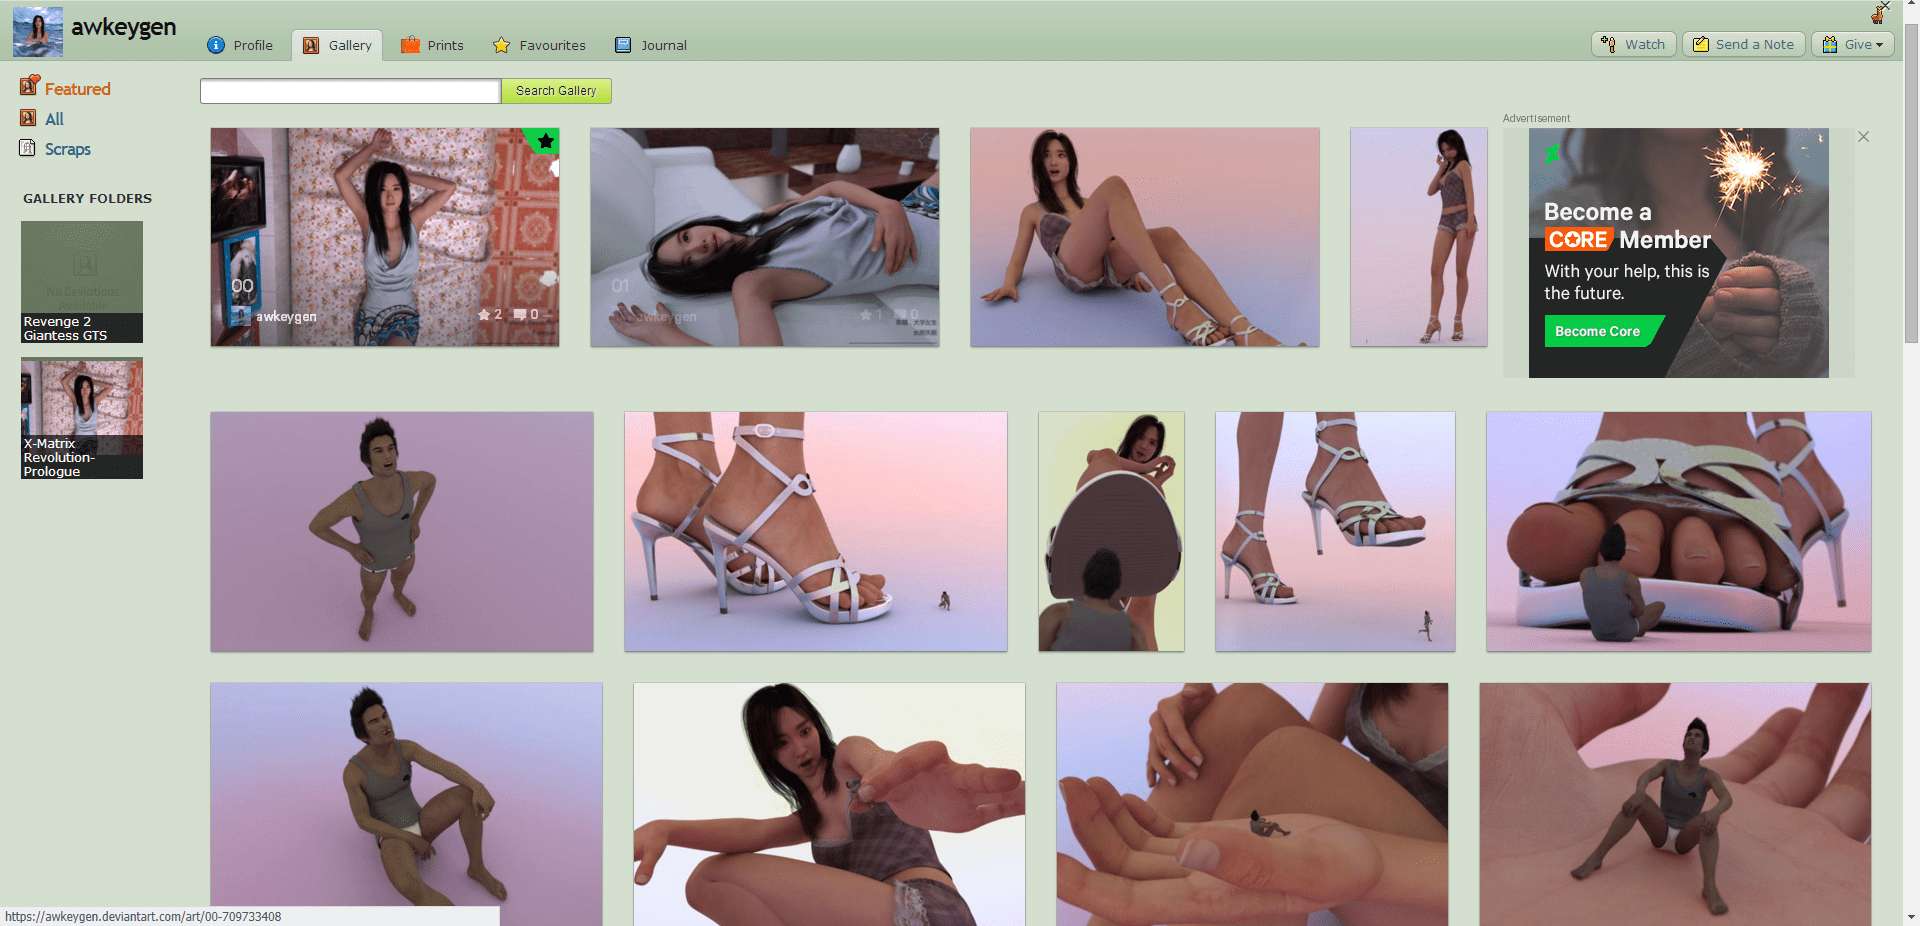 awkeygen
Profile
Gallery
Prints
Favourites
Journal
Watch
Send a Note
Give
Featured
All
Scraps
Search Gallery
GALLERY FOLDERS
No Deviations
Available
Revenge 2
Giantess GTS
X-Matrix
Revolution-
Prologue
00
awkeygen
2
0
01
awkeygen
1
0
Advertisement
Become a
CORE Member
With your help, this is
the future.
Become Core
https://awkeygen.deviantart.com/art/00-709733408